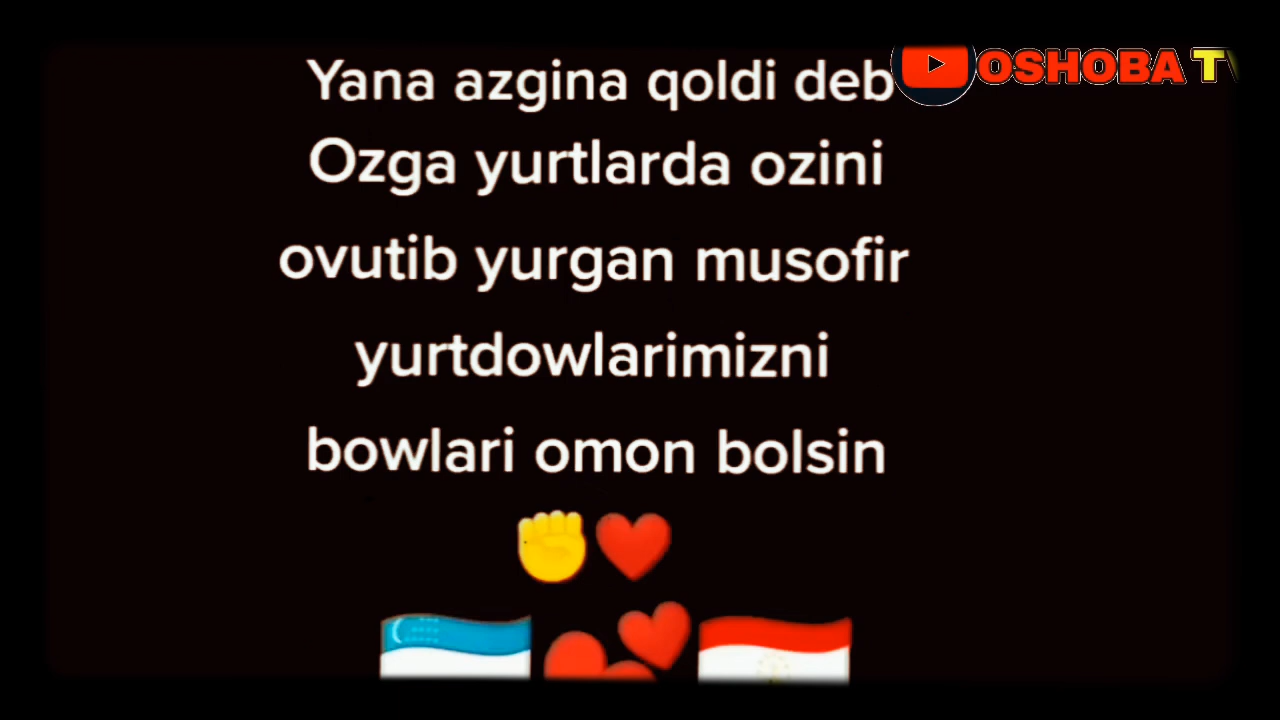 Yana azgina qoldi deb
OSHOBA TV
Ozga yurtlarda ozini
ovutib yurgan musofir
yurtdowlarimizni
bowlari omon bolsin
✊❤️
🇺🇿💕🇹🇯